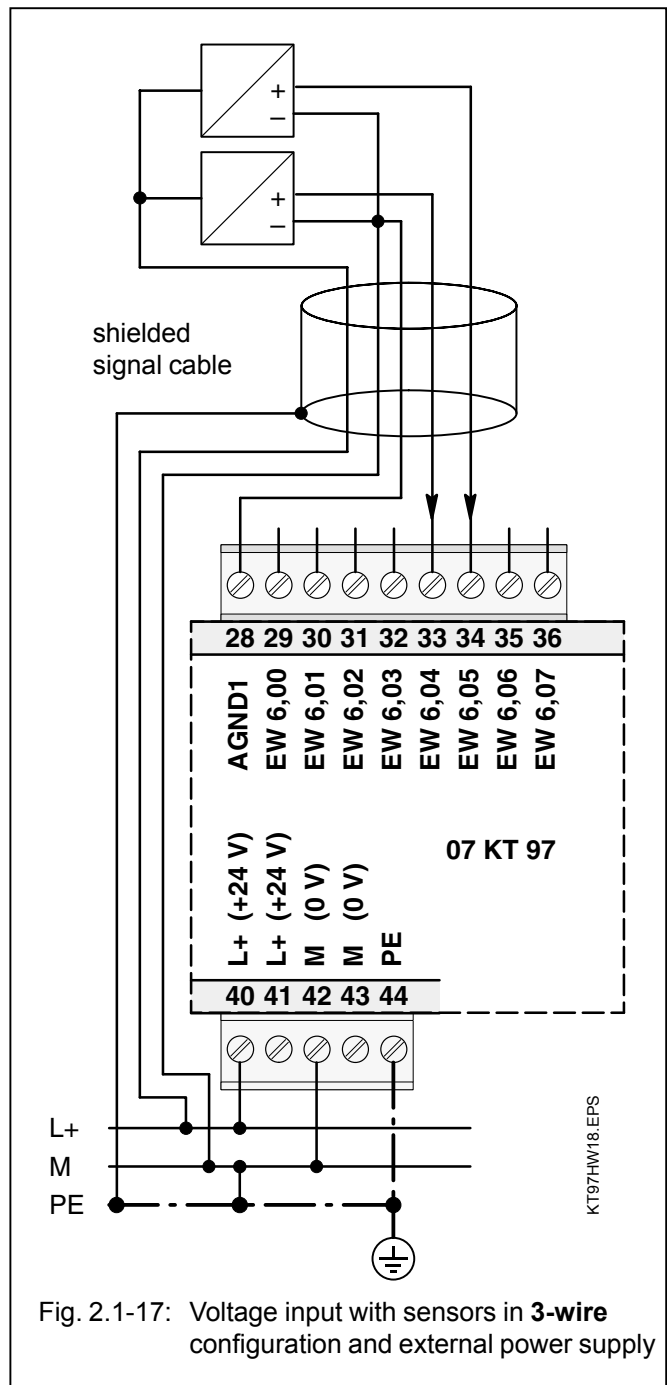 +
−
+
−
shielded
signal cable
28 29 30 31 32 33 34 35 36
AGND1
EW 6,00
EW 6,01
EW 6,02
EW 6,03
EW 6,04
EW 6,05
EW 6,06
EW 6,07
07 KT 97
L+ (+24 V)
L+ (+24 V)
M (0 V)
M (0 V)
PE
40 41 42 43 44
L+
M
PE
KT97HW18.EPS
Fig. 2.1-17: Voltage input with sensors in 3-wire
configuration and external power supply